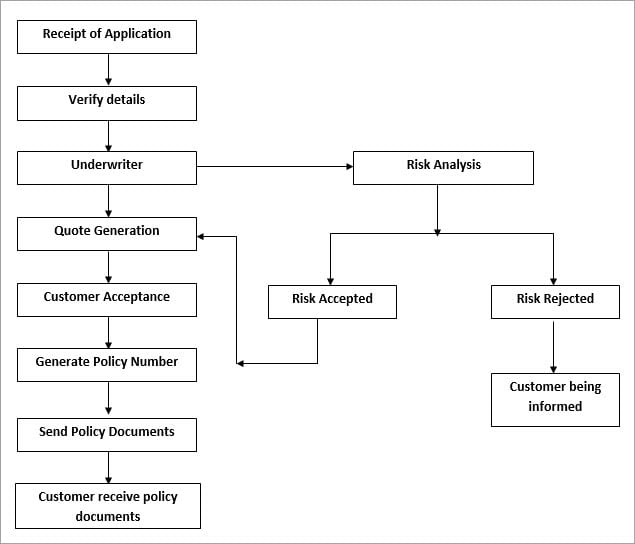 Receipt of Application
Verify details
Underwriter
Risk Analysis
Quote Generation
Customer Acceptance
Risk Accepted
Risk Rejected
Generate Policy Number
Customer being
informed
Send Policy Documents
Customer receive policy
documents